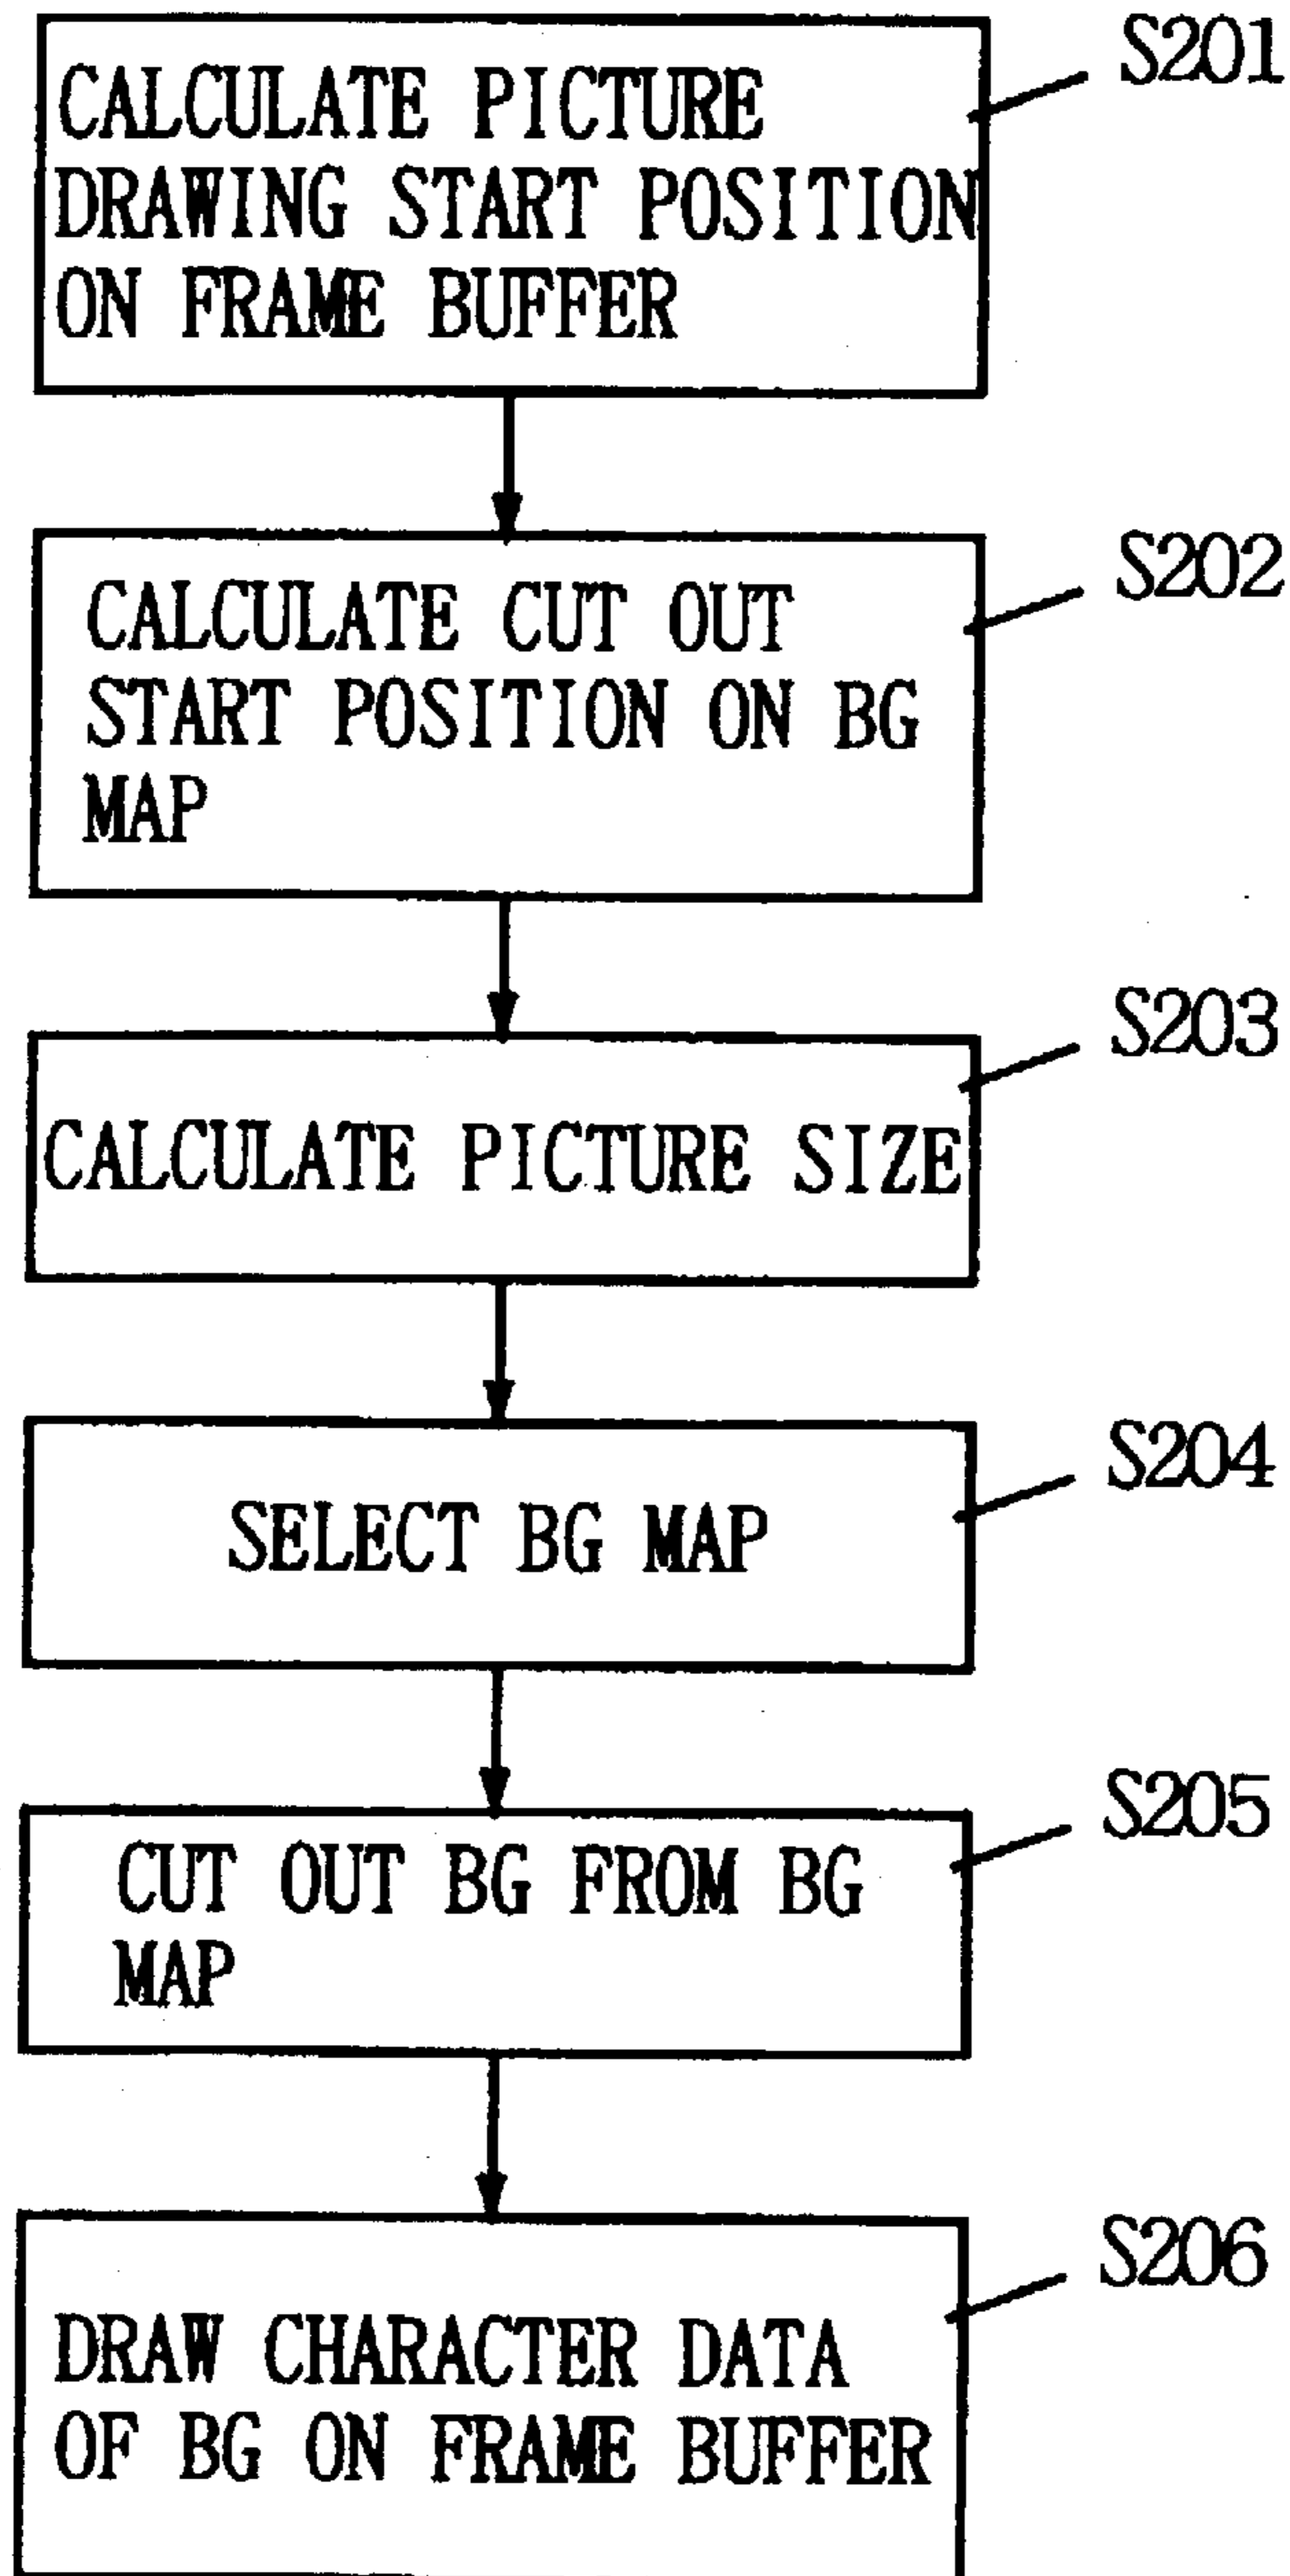 S201
CALCULATE PICTURE
DRAWING START POSITION
ON FRAME BUFFER
S202
CALCULATE CUT OUT
START POSITION ON BG
MAP
S203
CALCULATE PICTURE SIZE
S204
SELECT BG MAP
S205
CUT OUT BG FROM BG
MAP
S206
DRAW CHARACTER DATA
OF BG ON FRAME BUFFER